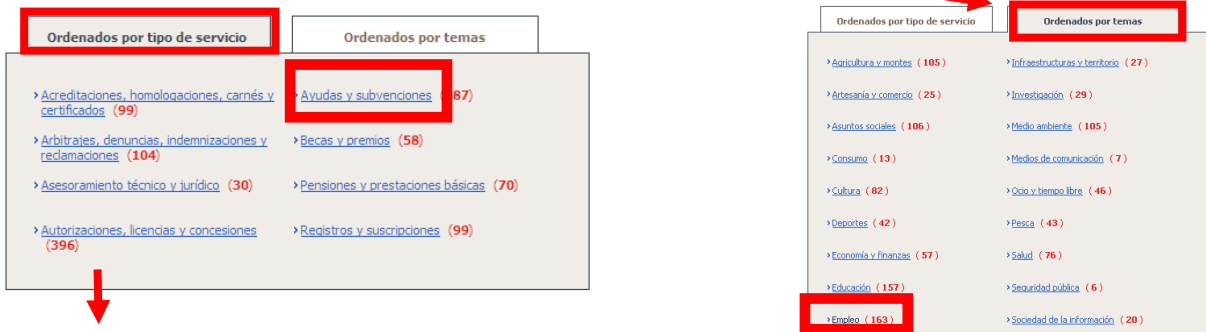 Ordenados por tipo de servicio
Ordenados por temas
Acreditaciones, homologaciones, carnés y
certificados (99)
Arbitrajes, denuncias, indemnizaciones y
reclamaciones (104)
Asesoramiento técnico y jurídico (30)
Autorizaciones, licencias y concesiones
(396)
Ayudas y subvenciones 87)
Becas y premios (58)
Pensiones y prestaciones básicas (70)
Registros y suscripciones (99)
Ordenados por tipo de servicio
Ordenados por temas
Agricultura y montes (105)
Artesanía y comercio (25)
Asuntos sociales (106)
Consumo (13)
Cultura (82)
Deportes (42)
Economía y finanzas (57)
Educación (157)
Empleo (163)
Infraestructuras y territorio (27)
Investigación (29)
Medio ambiente (105)
Medios de comunicación (7)
Ocio y tiempo libre (46)
Pesca (43)
Salud (76)
Seguridad pública (6)
Sociedad de la información (20)